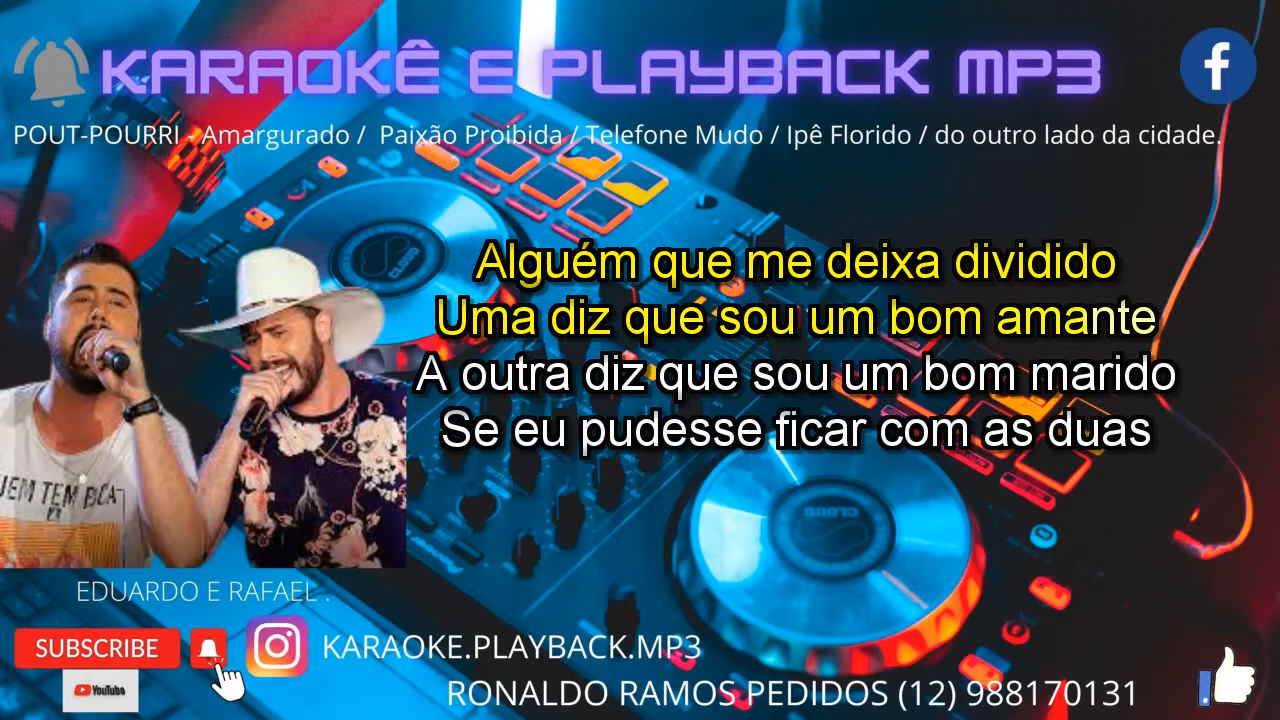 KARAOKÊ E PLAYBACK MP3
POUT-POURRI - Amargurado / Paixão Proibida / Telefone Mudo / Ipê Florido / do outro lado da cidade.
Alguém que me deixa dividido
Uma diz que sou um bom amante
A outra diz que sou um bom marido
Se eu pudesse ficar com as duas
CLOUD
CLOUD
EDUARDO E RAFAEL .
SUBSCRIBE
KARAOKE.PLAYBACK.MP3
YouTube
RONALDO RAMOS PEDIDOS (12) 988170131